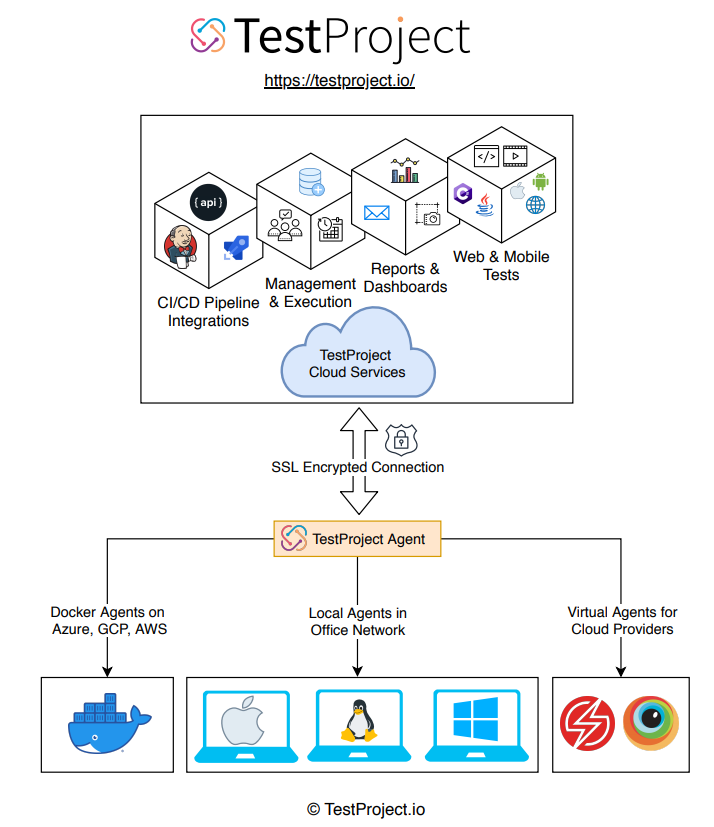 TestProject
https://testproject.io/
{ api }
</>
C#
Java
CI/CD Pipeline
Integrations
Management
& Execution
Reports &
Dashboards
Web & Mobile
Tests
TestProject
Cloud Services
SSL Encrypted Connection
TestProject Agent
Docker Agents on
Azure, GCP, AWS
Local Agents in
Office Network
Virtual Agents for
Cloud Providers
© TestProject.io